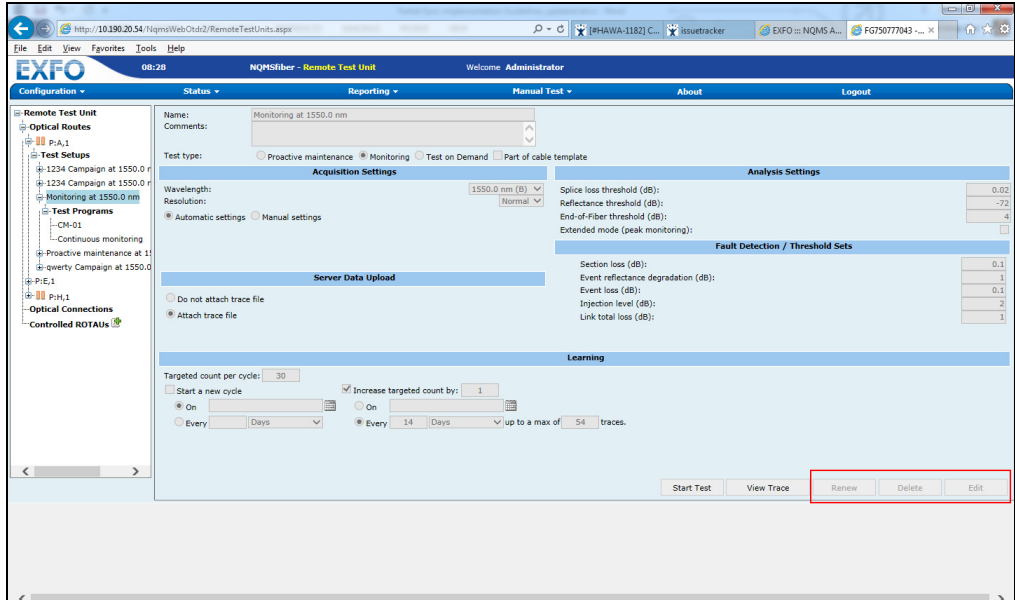 http://10.190.20.54/NqmsWebOtdr2/RemoteTestUnits.aspx
[#HAWA-1182] C...
issuetracker
EXFO ::: NQMS A...
FG750777043 -...
File Edit View Favorites Tools Help
EXFO
08:28
NQMSfiber - Remote Test Unit
Welcome Administrator
Configuration
Status
Reporting
Manual Test
About
Logout
Remote Test Unit
Optical Routes
P:A,1
Test Setups
1234 Campaign at 1550.0 n
1234 Campaign at 1550.0 n
Monitoring at 1550.0 nm
Test Programs
CM-01
Continuous monitoring
Proactive maintenance at 1
qwerty Campaign at 1550.0
P:E,1
P:H,1
Optical Connections
Controlled ROTAUs
Name: Monitoring at 1550.0 nm
Comments:
Test type: Proactive maintenance Monitoring Test on Demand Part of cable template
Acquisition Settings
Wavelength: 1550.0 nm (B)
Resolution: Normal
Automatic settings Manual settings
Analysis Settings
Splice loss threshold (dB): 0.02
Reflectance threshold (dB): -72
End-of-Fiber threshold (dB): 4
Extended mode (peak monitoring):
Fault Detection / Threshold Sets
Section loss (dB): 0.1
Event reflectance degradation (dB): 1
Event loss (dB): 0.1
Injection level (dB): 2
Link total loss (dB): 1
Server Data Upload
Do not attach trace file
Attach trace file
Learning
Targeted count per cycle: 30
Start a new cycle Increase targeted count by: 1
On On
Every Days Every 14 Days up to a max of 54 traces.
Start Test View Trace Renew Delete Edit